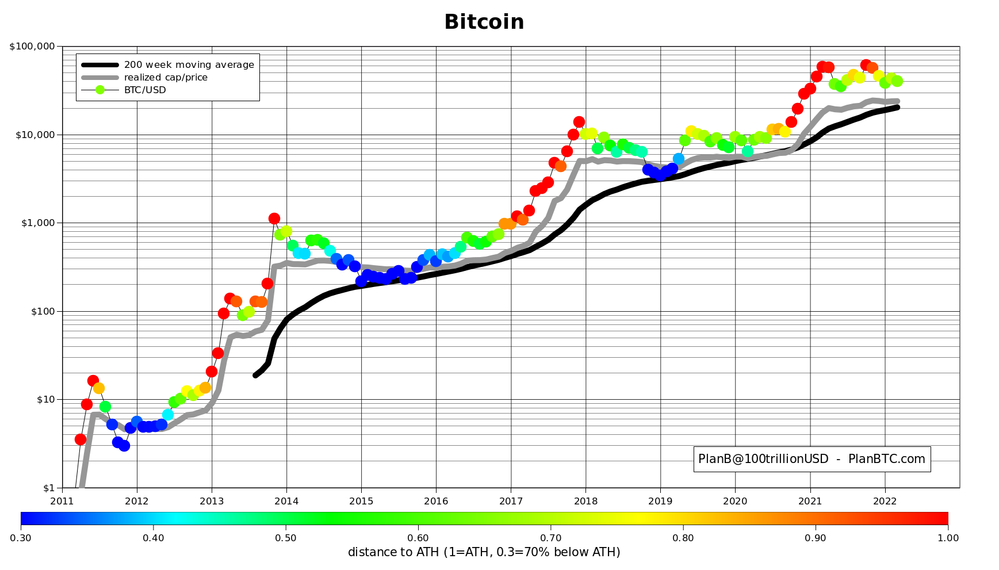 Bitcoin
$100,000
$10,000
$1,000
$100
$10
$1
200 week moving average
realized cap/price
BTC/USD
PlanB@100trillionUSD - PlanBTC.com
2011 2012 2013 2014 2015 2016 2017 2018 2019 2020 2021 2022
0.30 0.40 0.50 0.60 0.70 0.80 0.90 1.00
distance to ATH (1=ATH, 0.3=70% below ATH)